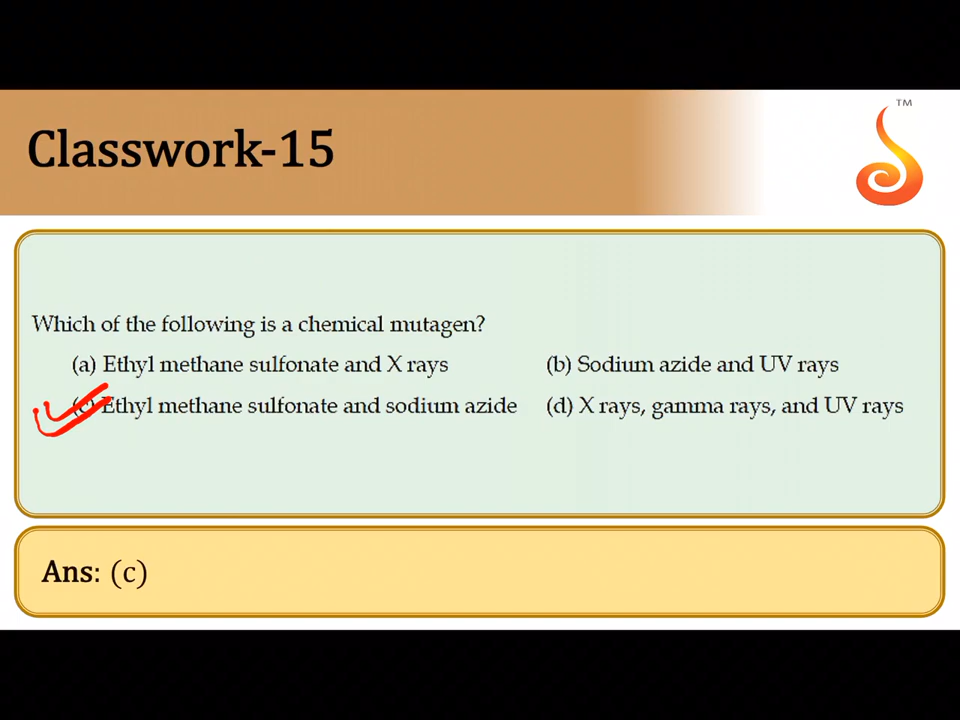 Classwork-15
TM
Which of the following is a chemical mutagen?
(a) Ethyl methane sulfonate and X rays
(b) Sodium azide and UV rays
(c) Ethyl methane sulfonate and sodium azide
(d) X rays, gamma rays, and UV rays
Ans: (c)